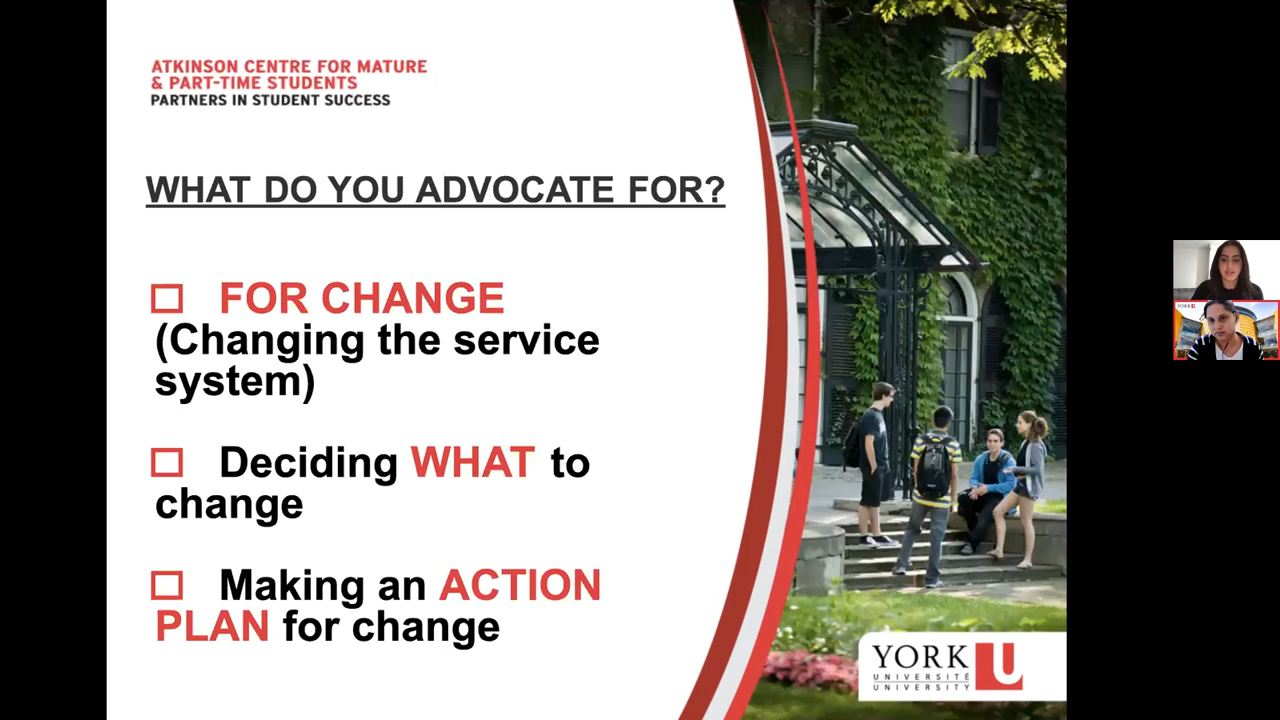 ATKINSON CENTRE FOR MATURE
& PART-TIME STUDENTS
PARTNERS IN STUDENT SUCCESS
WHAT DO YOU ADVOCATE FOR?
FOR CHANGE
(Changing the service
system)
Deciding WHAT to
change
Making an ACTION
PLAN for change
YORK U
UNIVERSITÉ
UNIVERSITY
YORK U